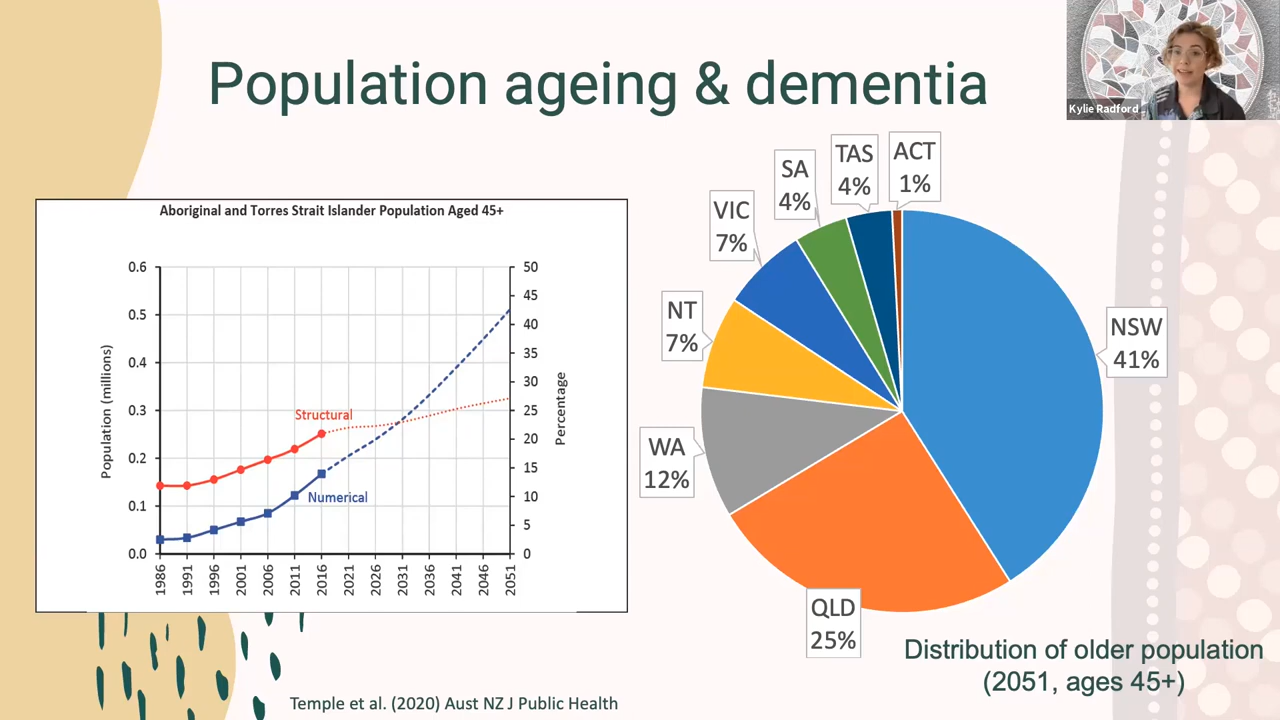 Population ageing & dementia
Kylie Radford
Aboriginal and Torres Strait Islander Population Aged 45+
Population (millions)
0.6
0.5
0.4
0.3
0.2
0.1
0.0
Structural
Numerical
50
45
40
35
30
25
20
15
10
5
0
Percentage
1986
1991
1996
2001
2006
2011
2016
2021
2026
2031
2036
2041
2046
2051
SA
4%
TAS
4%
ACT
1%
VIC
7%
NT
7%
NSW
41%
WA
12%
QLD
25%
Distribution of older population
(2051, ages 45+)
Temple et al. (2020) Aust NZ J Public Health